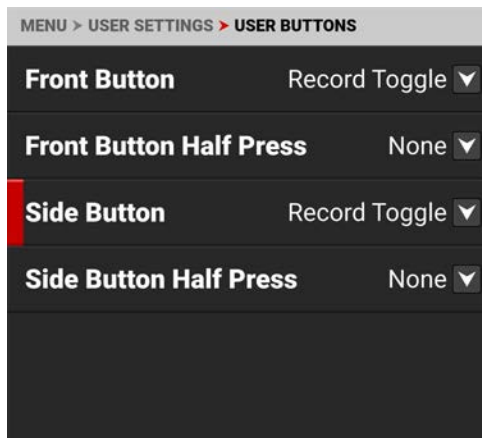 MENU > USER SETTINGS > USER BUTTONS
Front Button Record Toggle
Front Button Half Press None
Side Button Record Toggle
Side Button Half Press None